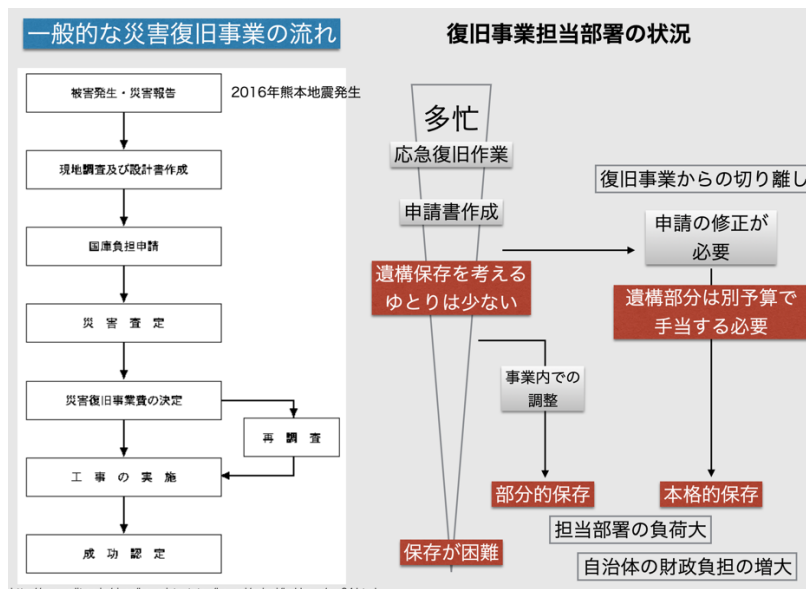 一般的な災害復旧事業の流れ
被害発生・災害報告
2016年熊本地震発生
現地調査及び設計書作成
国庫負担申請
災害査定
災害復旧事業費の決定
再調査
工事の実施
成功認定
復旧事業担当部署の状況
多忙
応急復旧作業
申請書作成
遺構保存を考える
ゆとりは少ない
復旧事業からの切り離し
申請の修正が
必要
遺構部分は別予算で
手当する必要
事業内での
調整
部分的保存
本格的保存
担当部署の負荷大
保存が困難
自治体の財政負担の増大